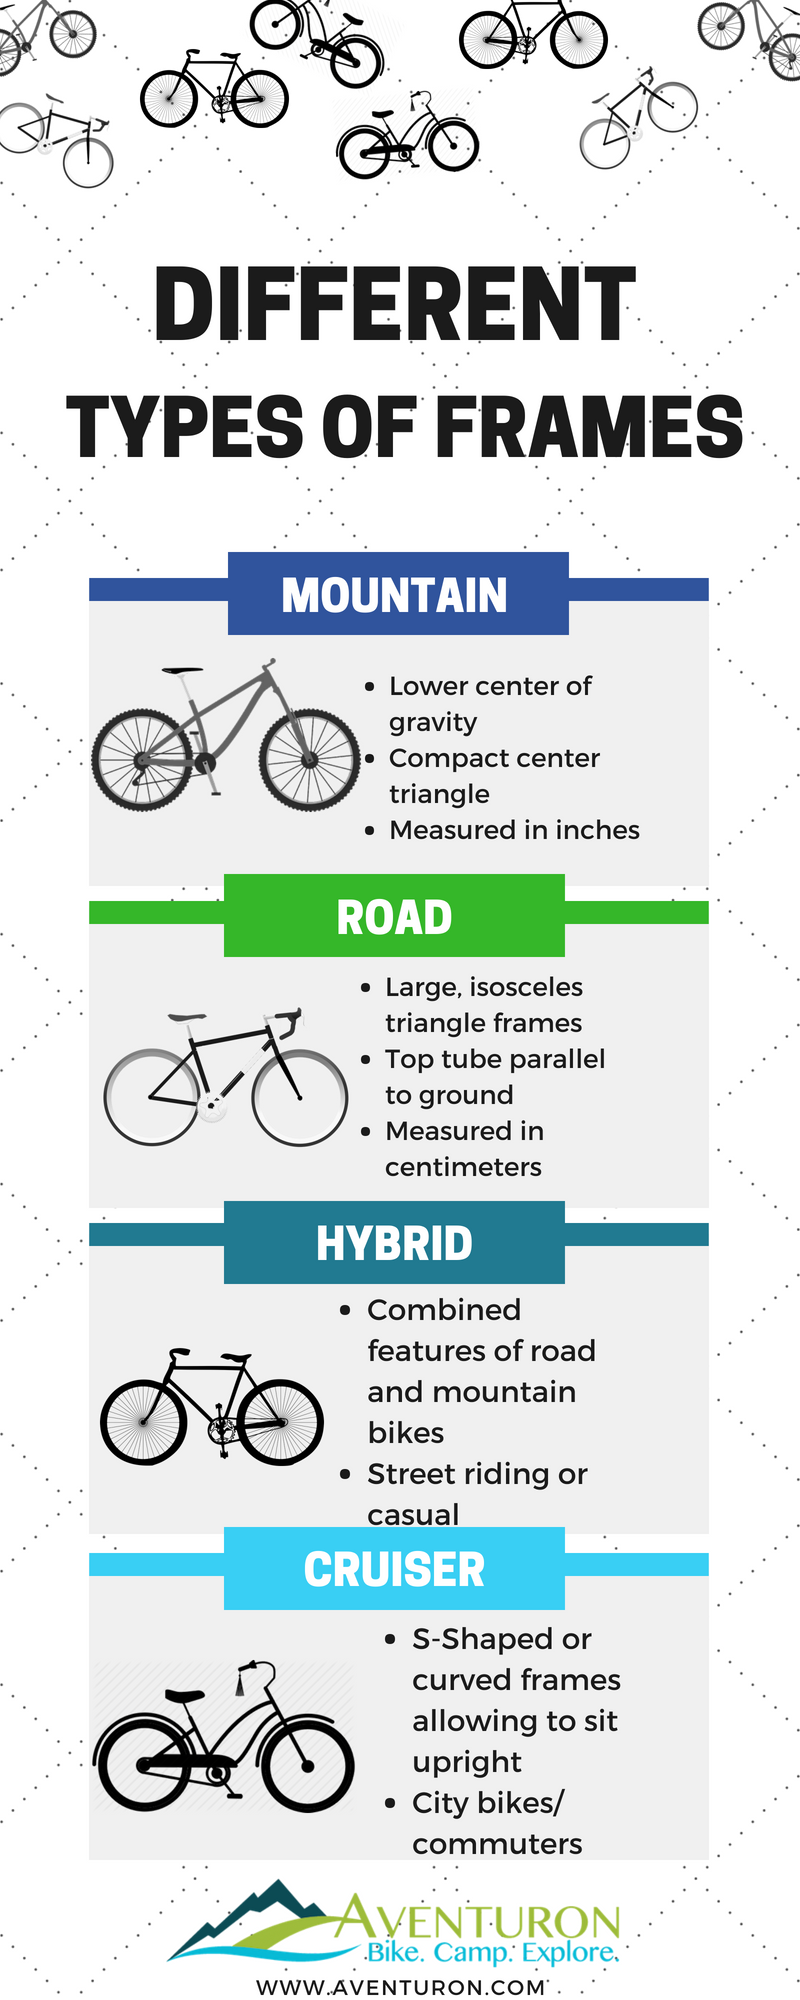 DIFFERENT
TYPES OF FRAMES
MOUNTAIN
• Lower center of
gravity
• Compact center
triangle
• Measured in inches
ROAD
• Large, isosceles
triangle frames
• Top tube parallel
to ground
• Measured in
centimeters
HYBRID
• Combined
features of road
and mountain
bikes
• Street riding or
casual
CRUISER
• S-Shaped or
curved frames
allowing to sit
upright
• City bikes/
commuters
AVENTURON
Bike. Camp. Explore.
WWW.AVENTURON.COM